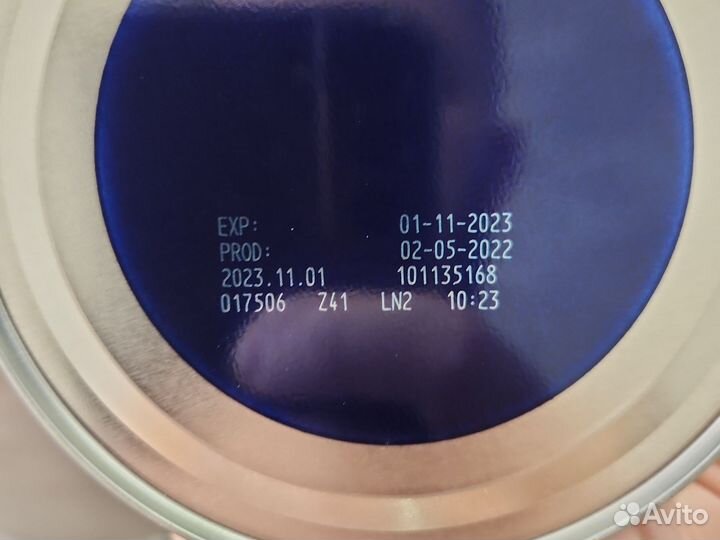 EXP: 01-11-2023
PROD: 02-05-2022
2023.11.01 101135168
017506 Z41 LN2 10:23
Avito